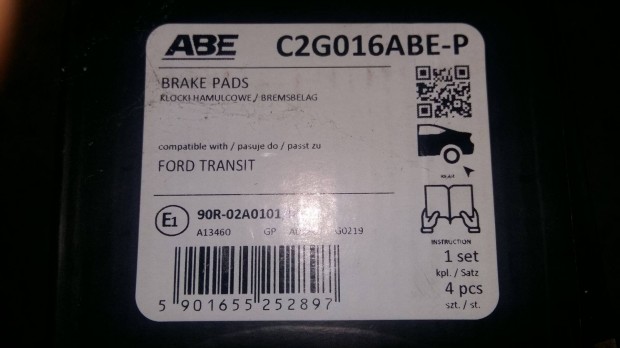 ABE C2G016ABE-P
BRAKE PADS
KLOCKI HAMULCOWE / BREMSBELAG
compatible with / pasuje do / passt zu
FORD TRANSIT
E1 90R-02A0101
A13460 GP
INSTRUCTION
1 set
kpl. / Satz
4 pcs
szt. / st.
5 901655 252897